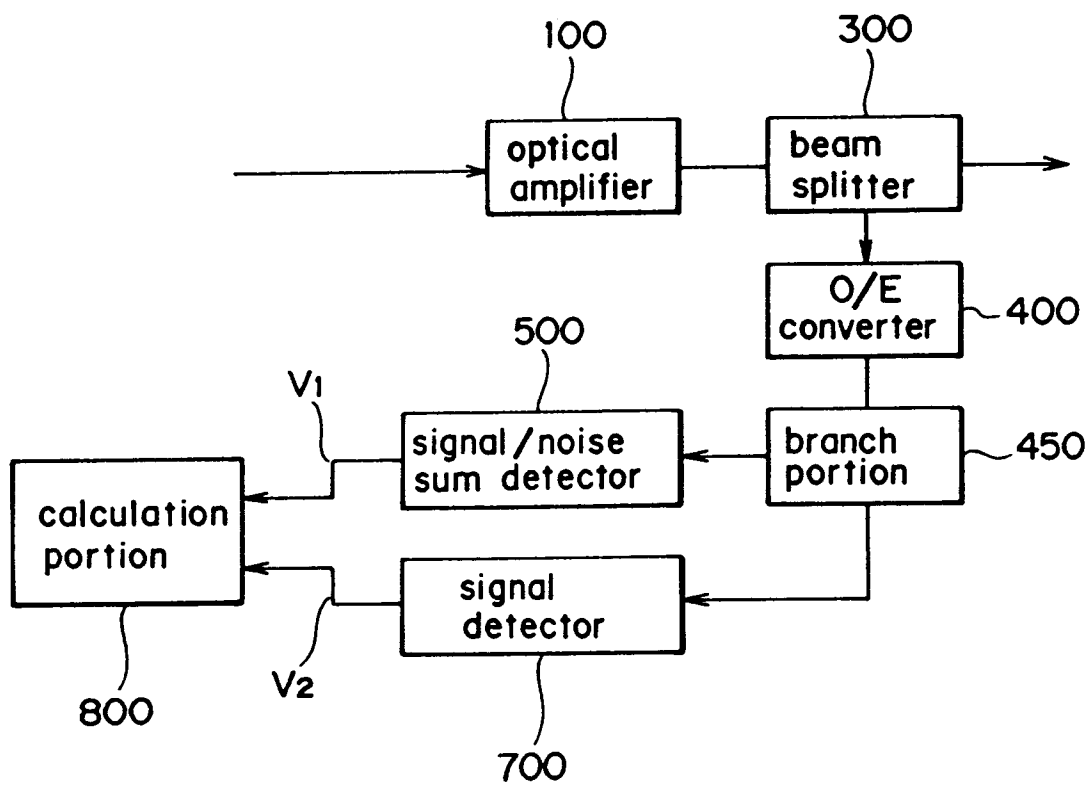 100
300
optical
amplifier
beam
splitter
O/E
converter
400
500
V1
signal/noise
sum detector
branch
portion
450
calculation
portion
signal
detector
V2
800
700